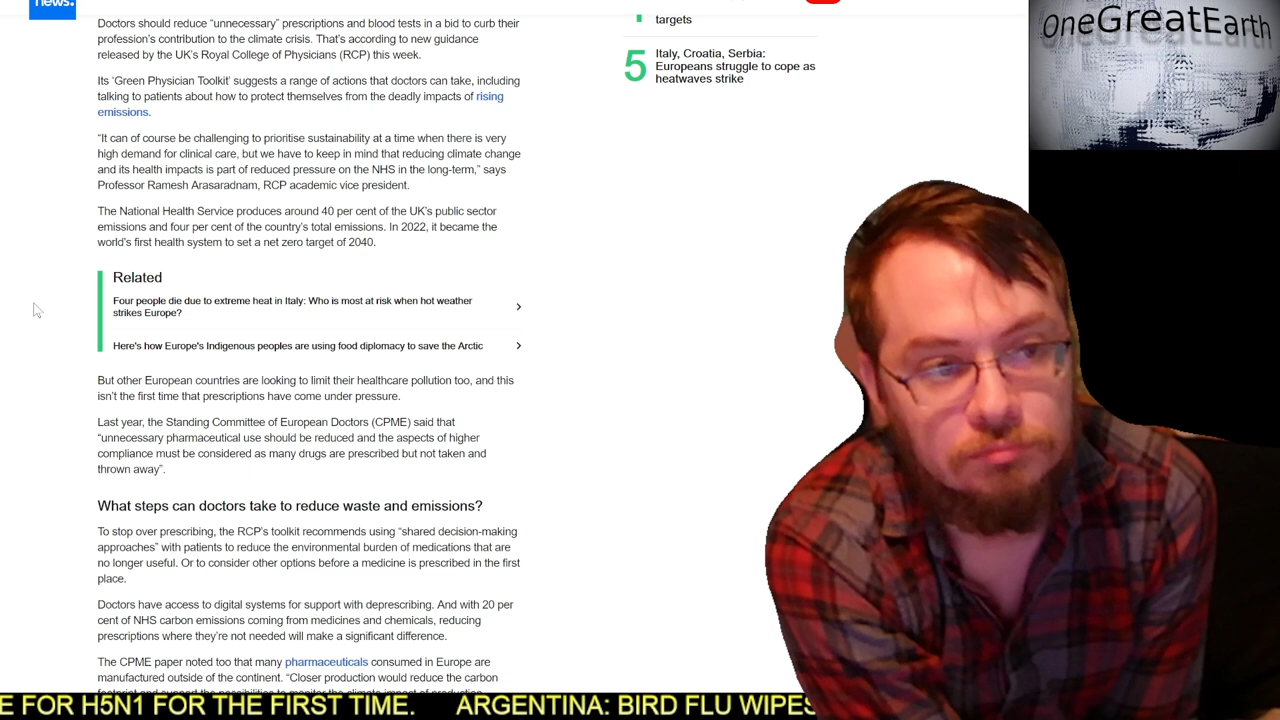 news.
Doctors should reduce “unnecessary” prescriptions and blood tests in a bid to curb their
profession’s contribution to the climate crisis. That’s according to new guidance
released by the UK’s Royal College of Physicians (RCP) this week.
Its ‘Green Physician Toolkit’ suggests a range of actions that doctors can take, including
talking to patients about how to protect themselves from the deadly impacts of rising
emissions.
“It can of course be challenging to prioritise sustainability at a time when there is very
high demand for clinical care, but we have to keep in mind that reducing climate change
and its health impacts is part of reduced pressure on the NHS in the long-term,” says
Professor Ramesh Arasaradnam, RCP academic vice president.
The National Health Service produces around 40 per cent of the UK’s public sector
emissions and four per cent of the country’s total emissions. In 2022, it became the
world’s first health system to set a net zero target of 2040.
Related
Four people die due to extreme heat in Italy: Who is most at risk when hot weather
strikes Europe?
Here's how Europe's Indigenous peoples are using food diplomacy to save the Arctic
But other European countries are looking to limit their healthcare pollution too, and this
isn’t the first time that prescriptions have come under pressure.
Last year, the Standing Committee of European Doctors (CPME) said that
“unnecessary pharmaceutical use should be reduced and the aspects of higher
compliance must be considered as many drugs are prescribed but not taken and
thrown away”.
What steps can doctors take to reduce waste and emissions?
To stop over prescribing, the RCP’s toolkit recommends using “shared decision-making
approaches” with patients to reduce the environmental burden of medications that are
no longer useful. Or to consider other options before a medicine is prescribed in the first
place.
Doctors have access to digital systems for support with deprescribing. And with 20 per
cent of NHS carbon emissions coming from medicines and chemicals, reducing
prescriptions where they’re not needed will make a significant difference.
The CPME paper noted too that many pharmaceuticals consumed in Europe are
manufactured outside of the continent. “Closer production would reduce the carbon
footprint and support the possibilities to monitor the climate impact of production
targets
5
Italy, Croatia, Serbia:
Europeans struggle to cope as
heatwaves strike
OneGreatEarth
E FOR H5N1 FOR THE FIRST TIME. ARGENTINA: BIRD FLU WIPES